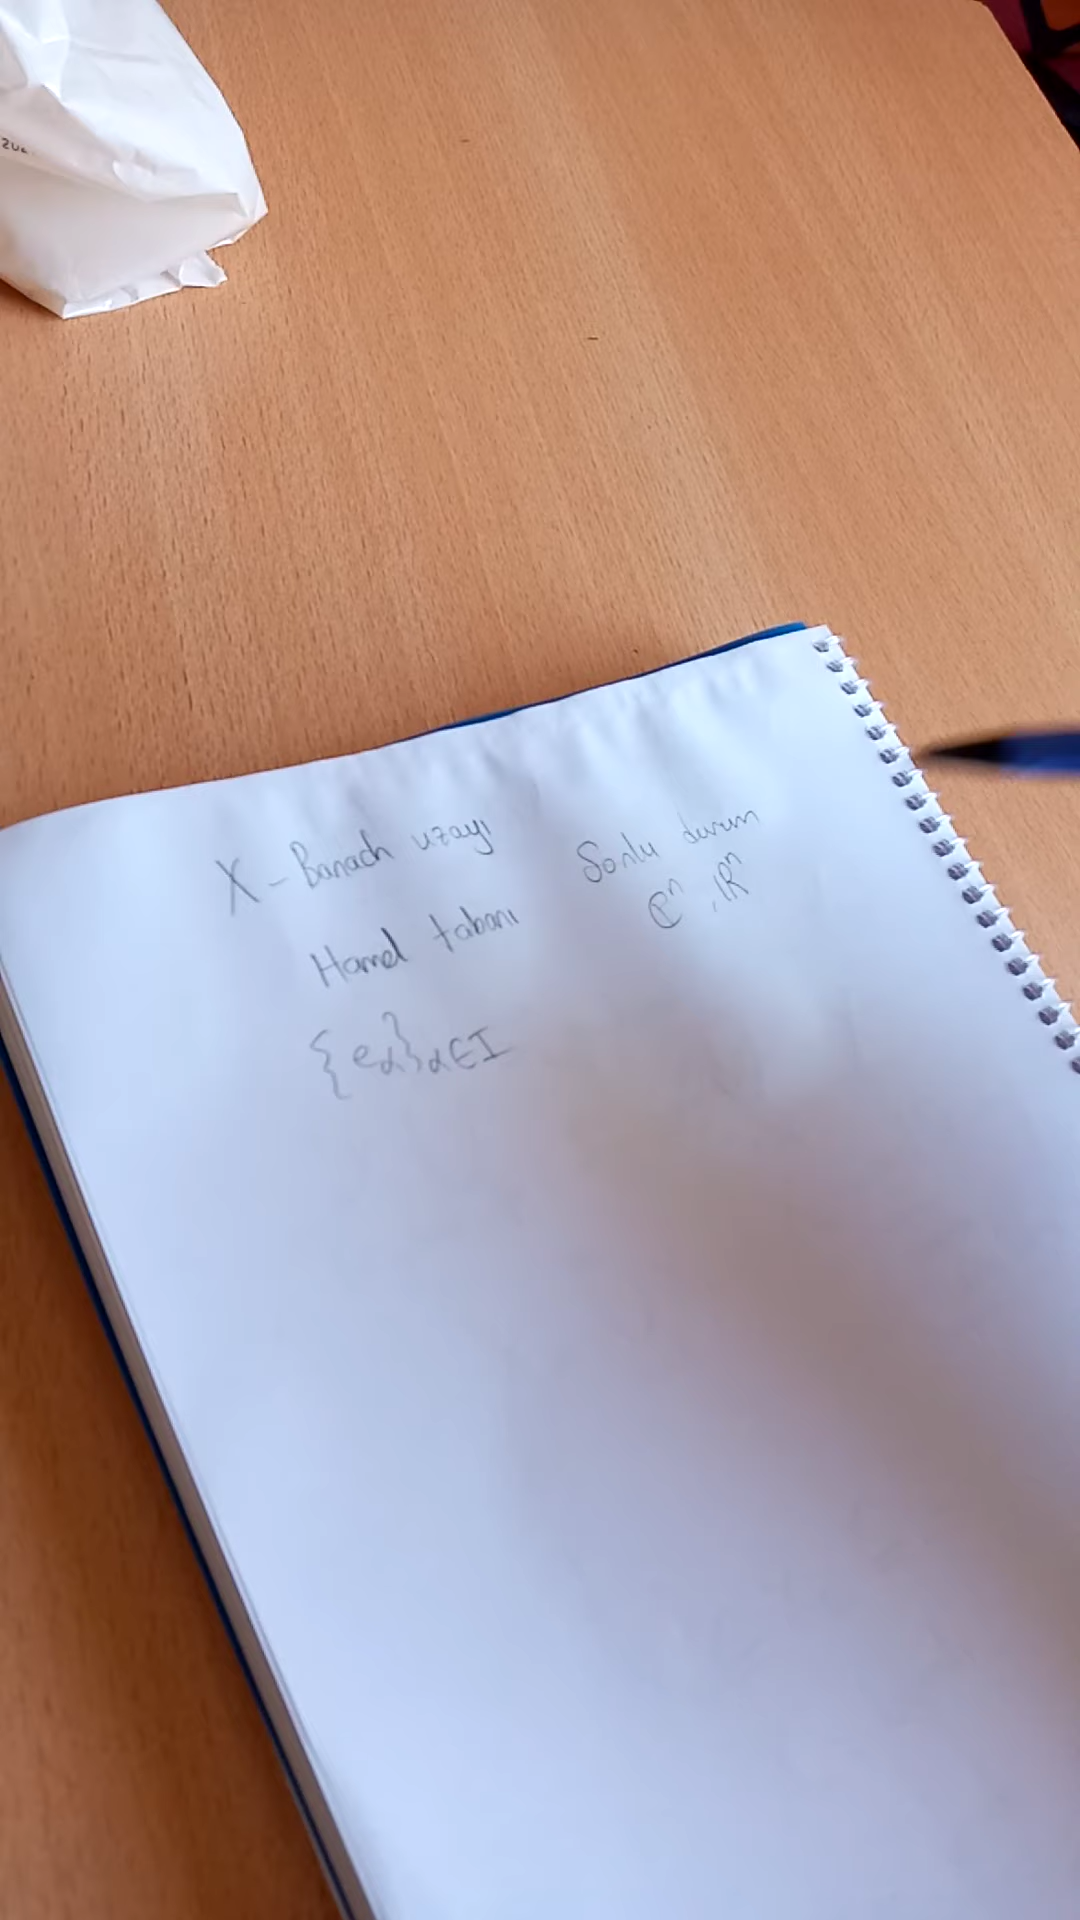 X - Banach uzayı
Hamel tabanı
{eα}α∈I
Sonlu durum
ℂⁿ, ℝⁿ